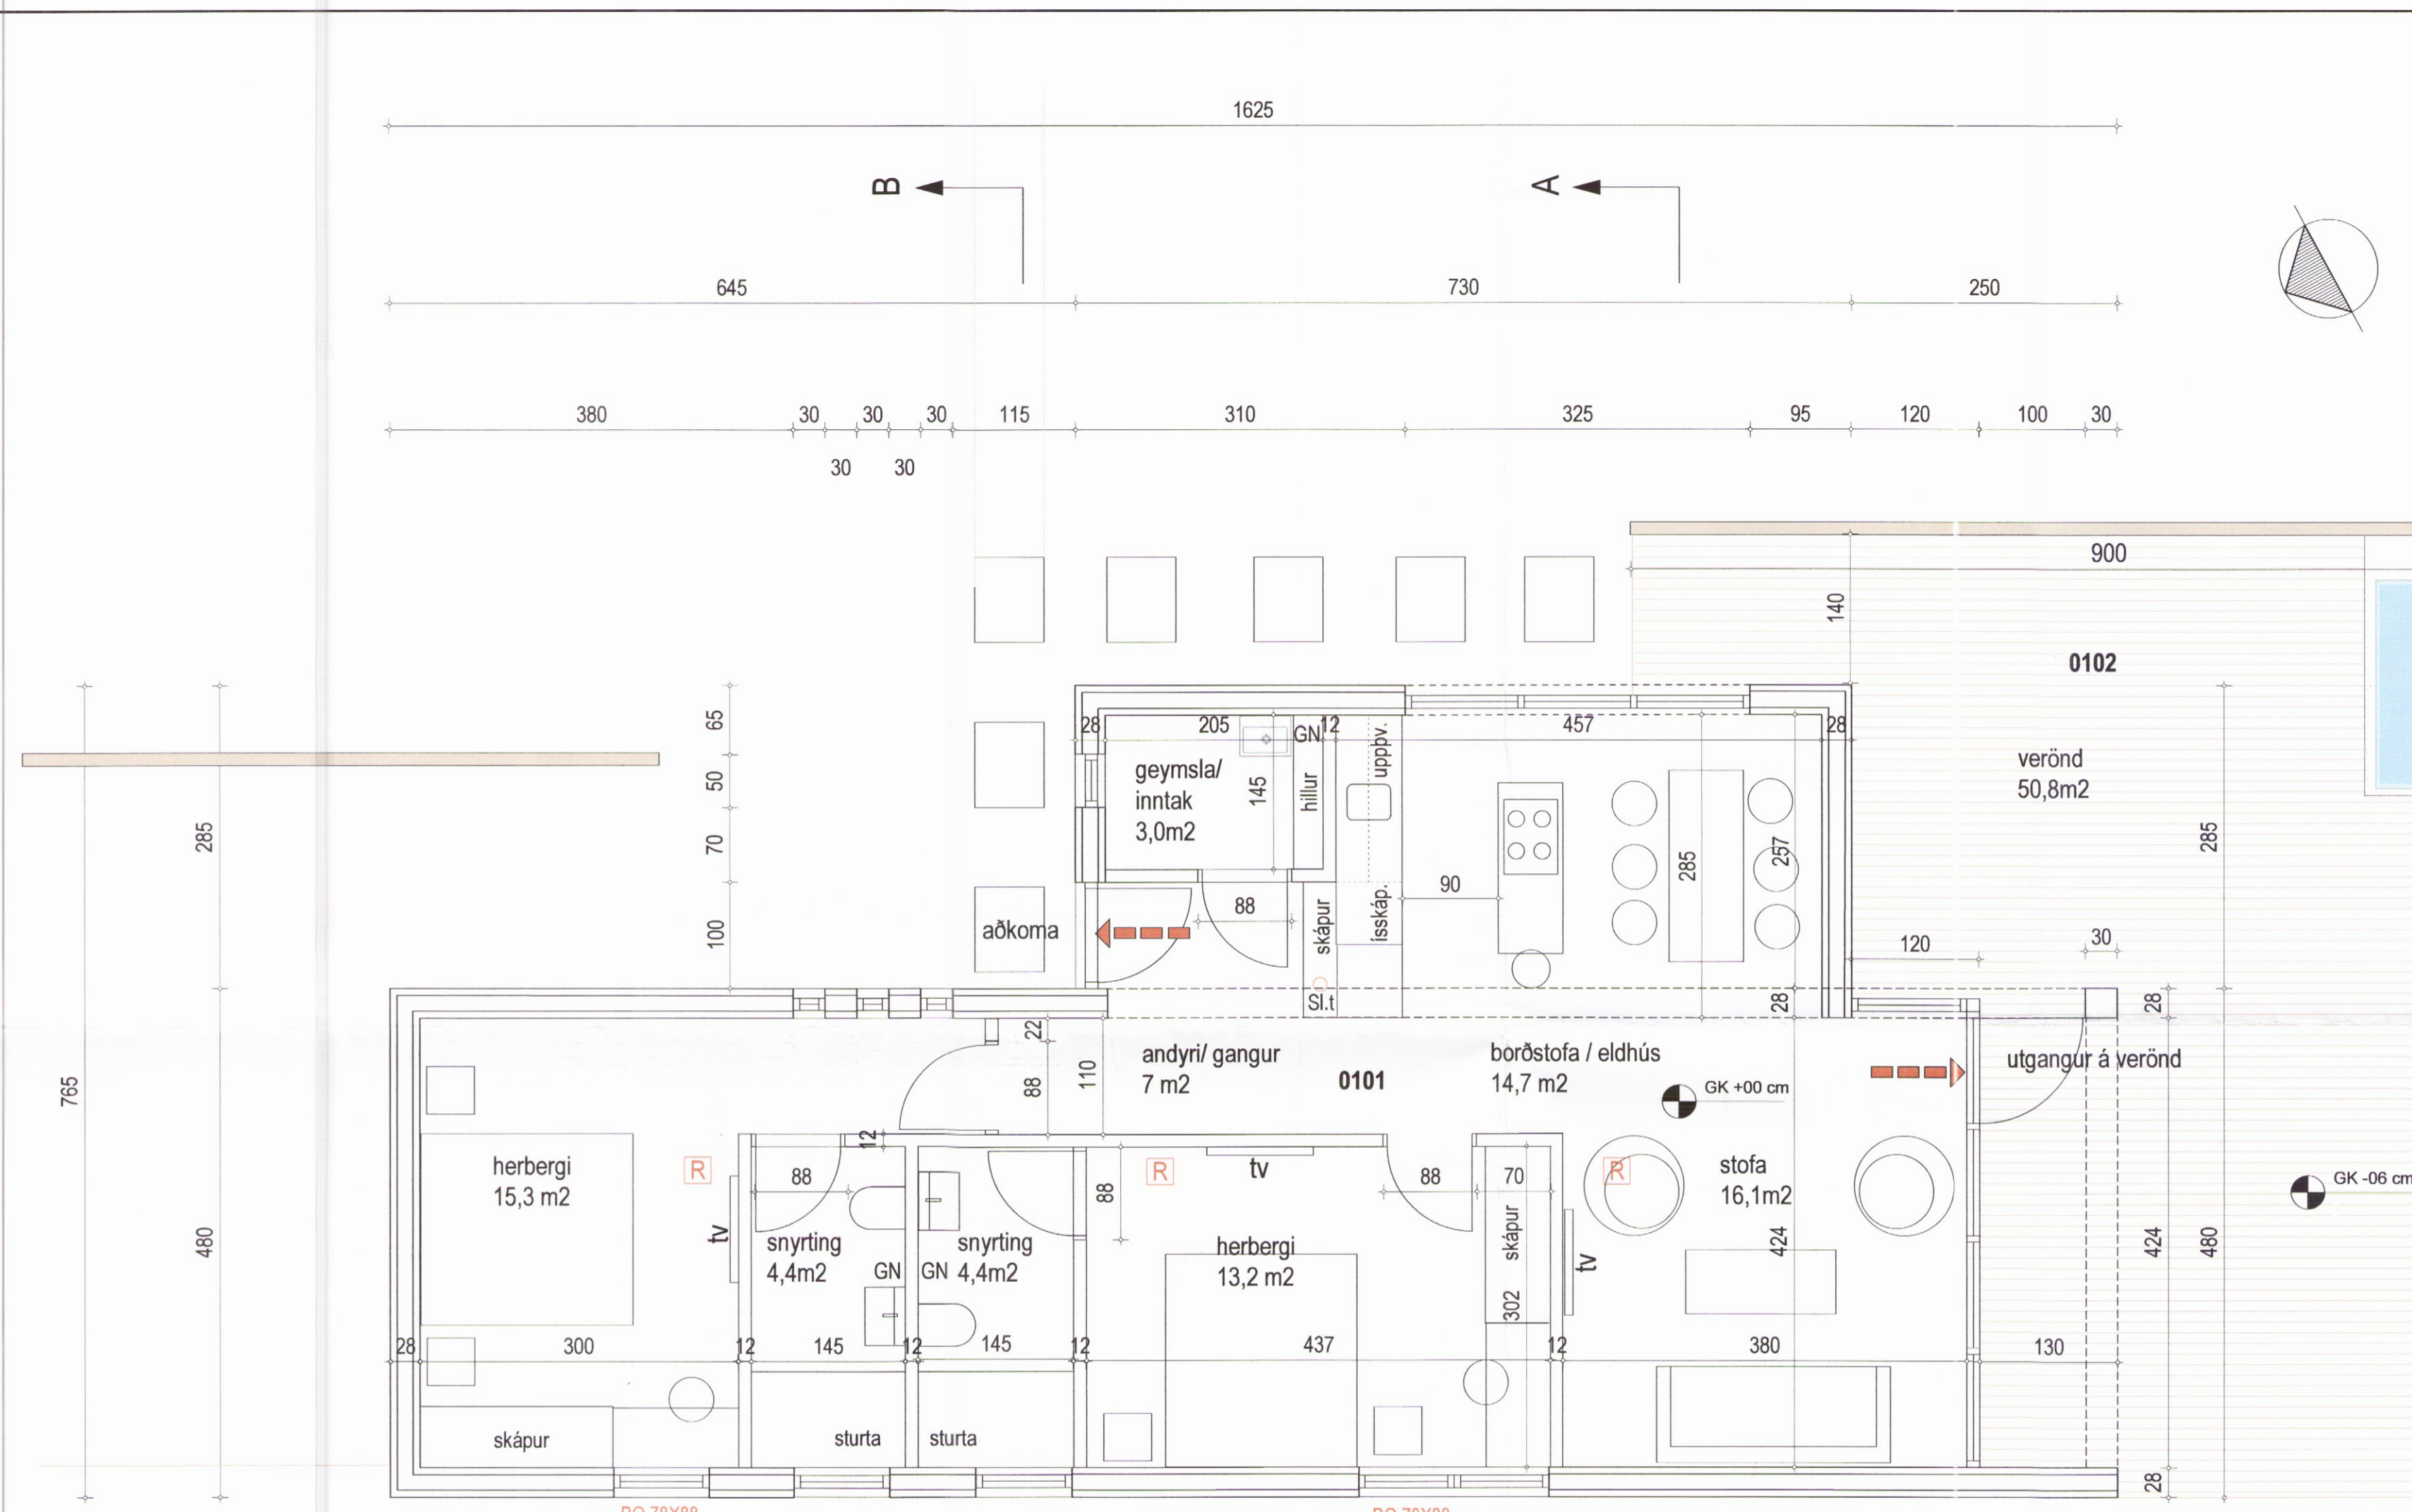 1625
B
A
645
730
250
380
30
30
30
115
310
325
95
120
100
30
30
30
900
140
0102
65
28
205
GN
12
uppþv.
457
28
verönd
50,8m2
geymsla/
inntak
3,0m2
145
hillur
50
285
70
285
257
285
90
88
skápur
ísskáp.
aðkoma
100
120
30
Sl.t
28
28
22
88
110
andyri/ gangur
7 m2
0101
borðstofa / eldhús
14,7 m2
GK +00 cm
utgangur á verönd
765
12
herbergi
15,3 m2
R
88
88
R
tv
88
70
R
stofa
16,1m2
GK -06 cm
480
tv
snyrting
4,4m2
GN
GN
snyrting
4,4m2
herbergi
13,2 m2
skápur
tv
424
424
480
302
28
300
12
145
12
145
12
437
12
380
130
skápur
sturta
sturta
28